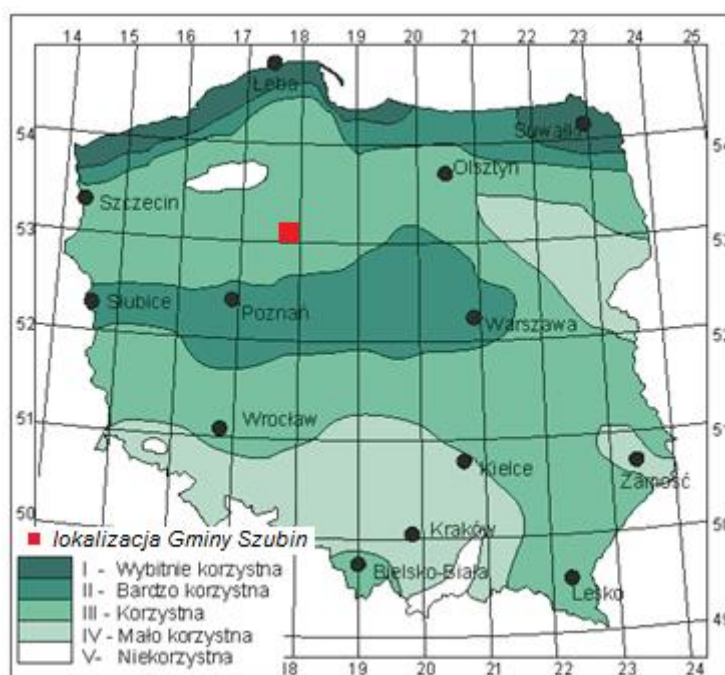 14 15 16 17 18 19 20 21 22 23 24 25
Łeba
54 Suwałki 54
Olsztyn
Szczecin
53 53
Słubice Poznań
52 Warszawa 52
51 Wrocław 51
Kielce
Zamość
50 Kraków 50
lokalizacja Gminy Szubin
Bielsko-Biała
Lesko
I - Wybitnie korzystna
II - Bardzo korzystna
III - Korzystna
IV - Mało korzystna
V- Niekorzystna
49
18 19 20 21 22 23 24